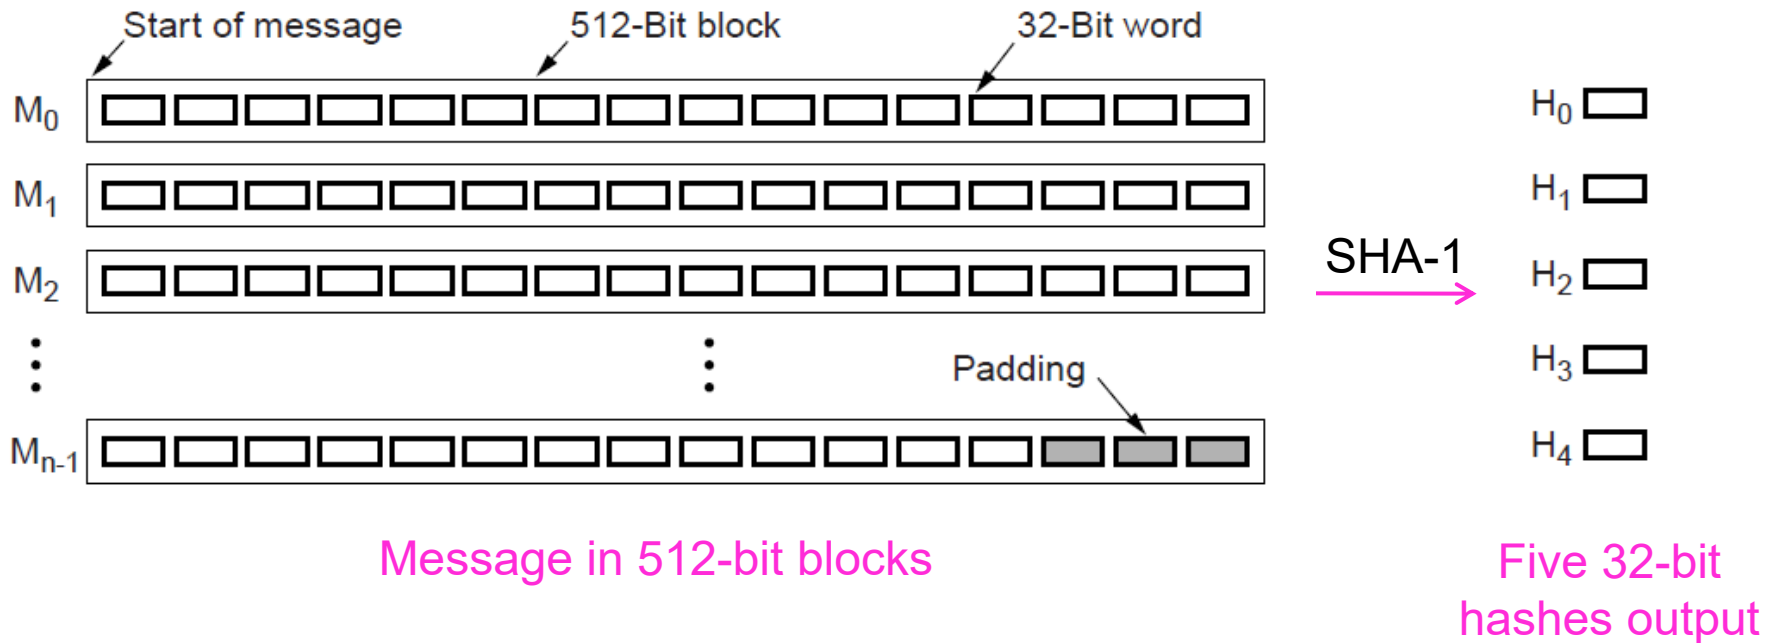 Start of message 512-Bit block 32-Bit word
M0 H0
M1 H1
SHA-1
M2 H2
Padding H3
Mn-1 H4
Message in 512-bit blocks
Five 32-bit
hashes output